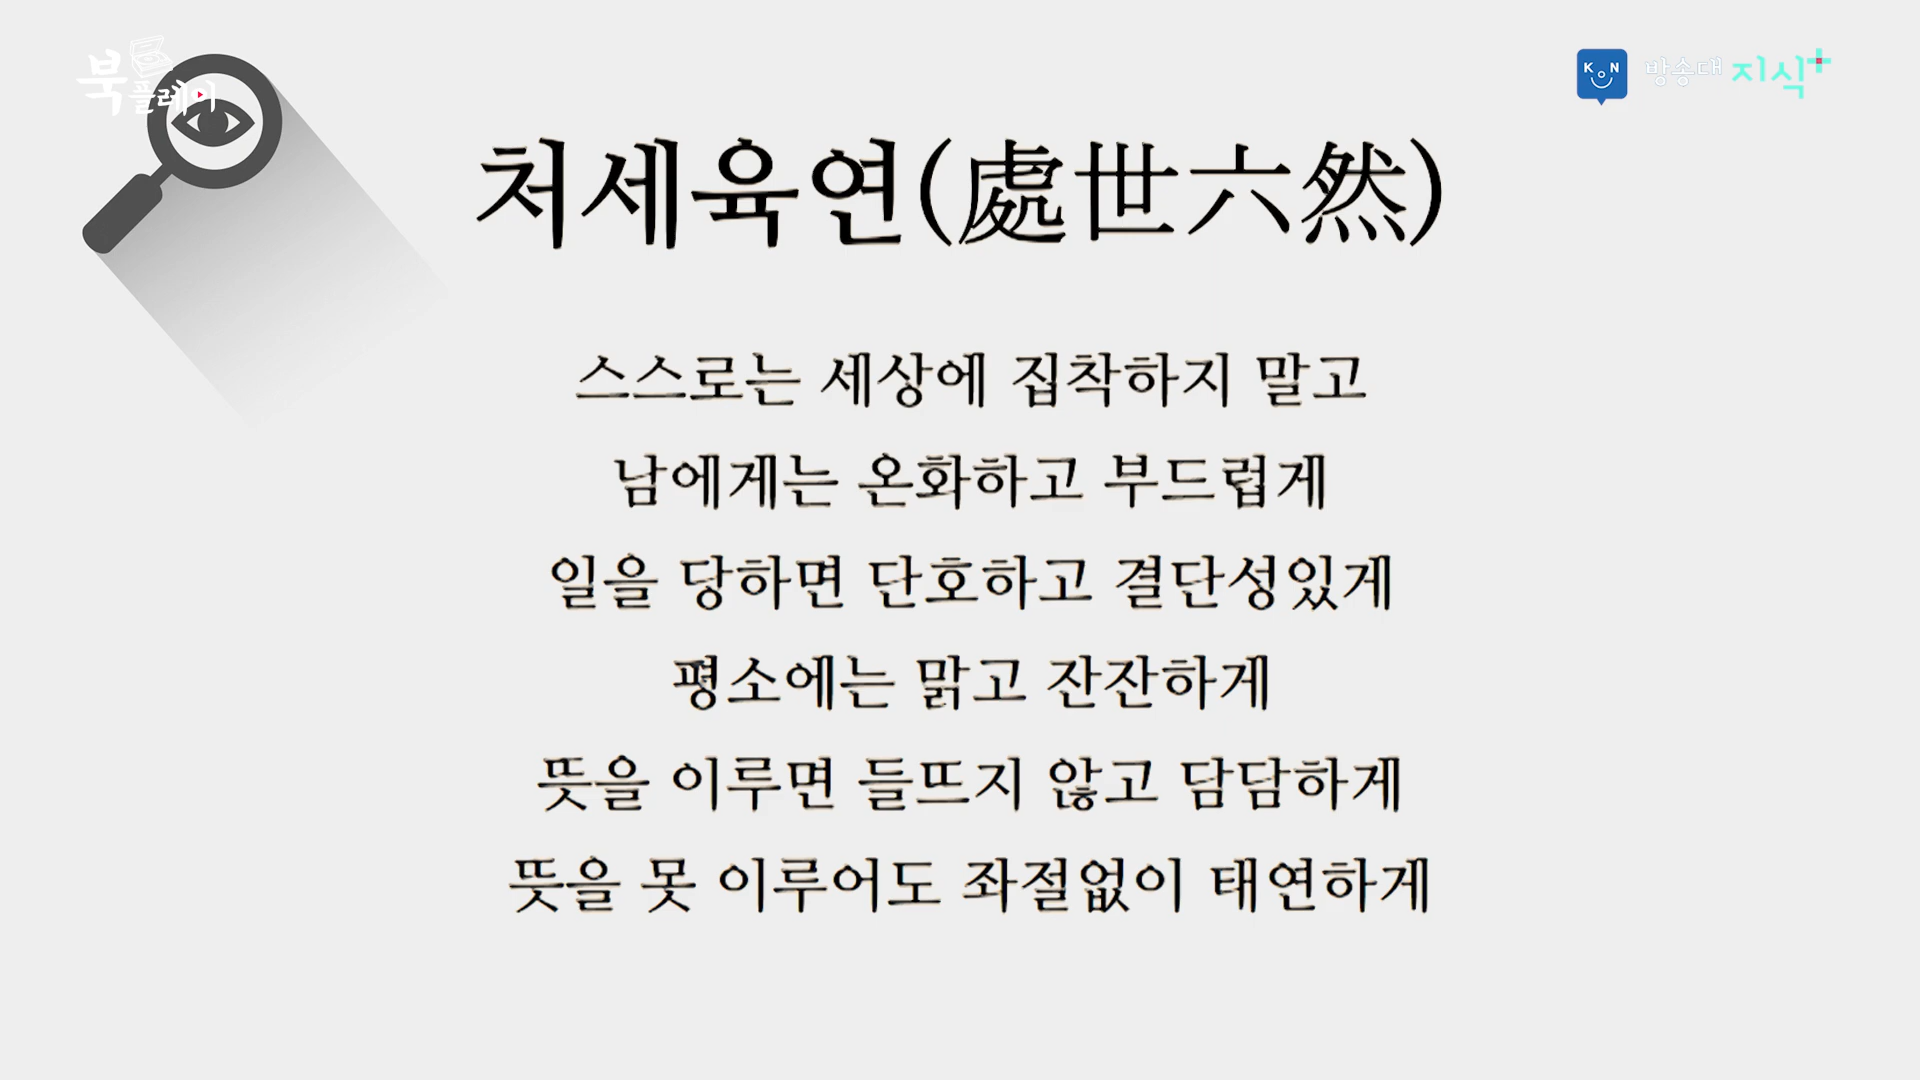 북플레이
KON 방송대 지식+
처세육연(處世六然)
스스로는 세상에 집착하지 말고
남에게는 온화하고 부드럽게
일을 당하면 단호하고 결단성있게
평소에는 맑고 잔잔하게
뜻을 이루면 들뜨지 않고 담담하게
뜻을 못 이루어도 좌절없이 태연하게